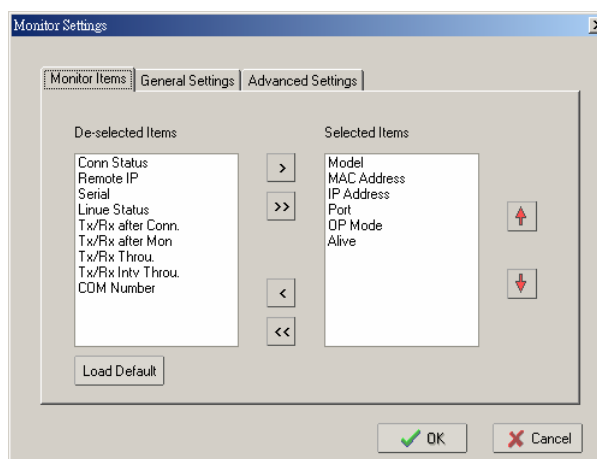 Monitor Settings
Monitor Items General Settings Advanced Settings
De-selected Items
Conn Status
Remote IP
Serial
Linue Status
Tx/Rx after Conn.
Tx/Rx after Mon
Tx/Rx Throu.
Tx/Rx Intv Throu.
COM Number
>
>>
<
<<
Selected Items
Model
MAC Address
IP Address
Port
OP Mode
Alive
Load Default
OK Cancel